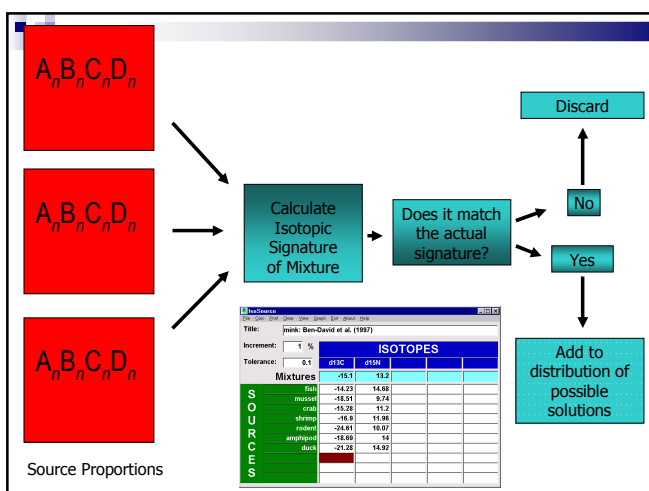 AnBnCnDn
AnBnCnDn
AnBnCnDn
Source Proportions
Calculate
Isotopic
Signature
of Mixture
Does it match
the actual
signature?
Discard
No
Yes
Add to
distribution of
possible
solutions
IsoSource
File Calc Print Clear View Graph Exit About Help
Title: mink: Ben-David et al. (1997)
Increment: 1 %
ISOTOPES
Tolerance: 0.1 d13C d15N
Mixtures -15.1 13.2
SOURCES
fish -14.23 14.68
mussel -18.51 9.74
crab -15.28 11.2
shrimp -16.9 11.96
rodent -24.61 10.07
amphipod -18.69 14
duck -21.28 14.92